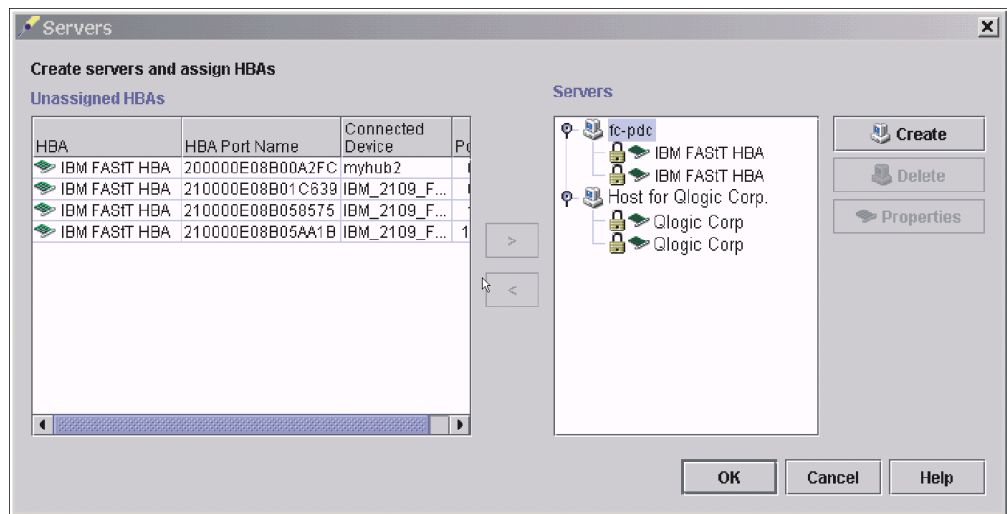 Servers
Create servers and assign HBAs
Unassigned HBAs
HBA HBA Port Name Connected Device
IBM FAStT HBA 200000E08B00A2FC myhub2
IBM FAStT HBA 210000E08B01C639 IBM_2109_F...
IBM FAStT HBA 210000E08B058575 IBM_2109_F...
IBM FAStT HBA 210000E08B05AA1B IBM_2109_F... 1
>
<
Servers
fc-pdc
IBM FAStT HBA
IBM FAStT HBA
Host for Qlogic Corp.
Qlogic Corp
Qlogic Corp
Create
Delete
Properties
OK Cancel Help